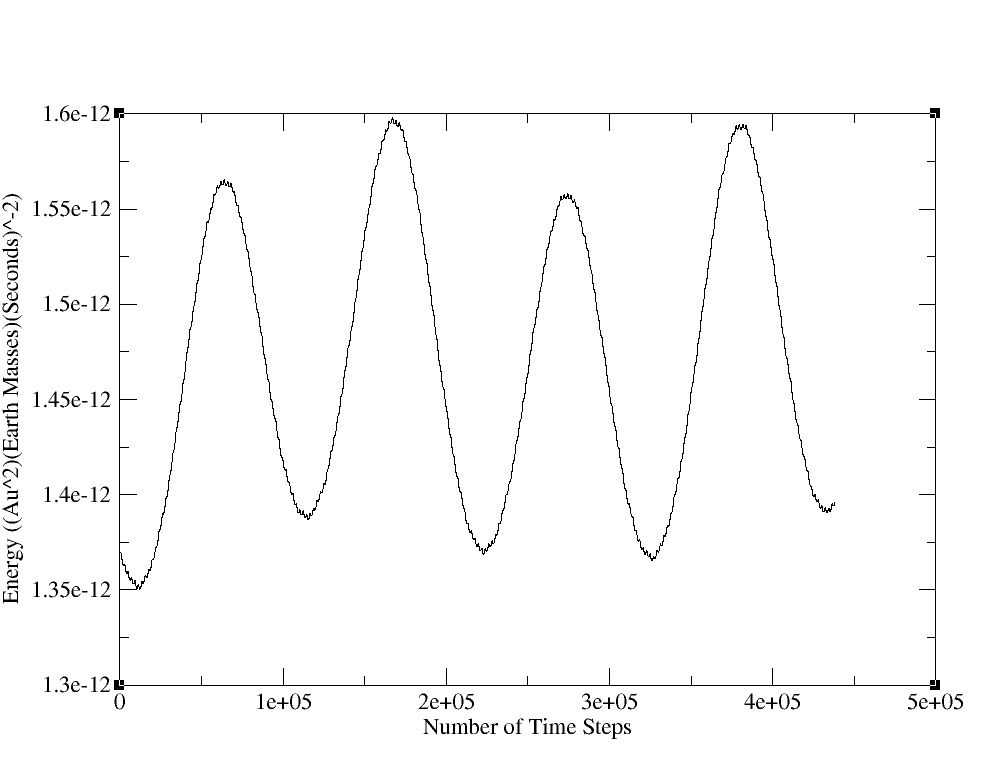 1.6e-12
1.55e-12
1.5e-12
1.45e-12
1.4e-12
1.35e-12
1.3e-12
Energy ((Au^2)(Earth Masses)(Seconds)^-2)
0 1e+05 2e+05 3e+05 4e+05 5e+05
Number of Time Steps